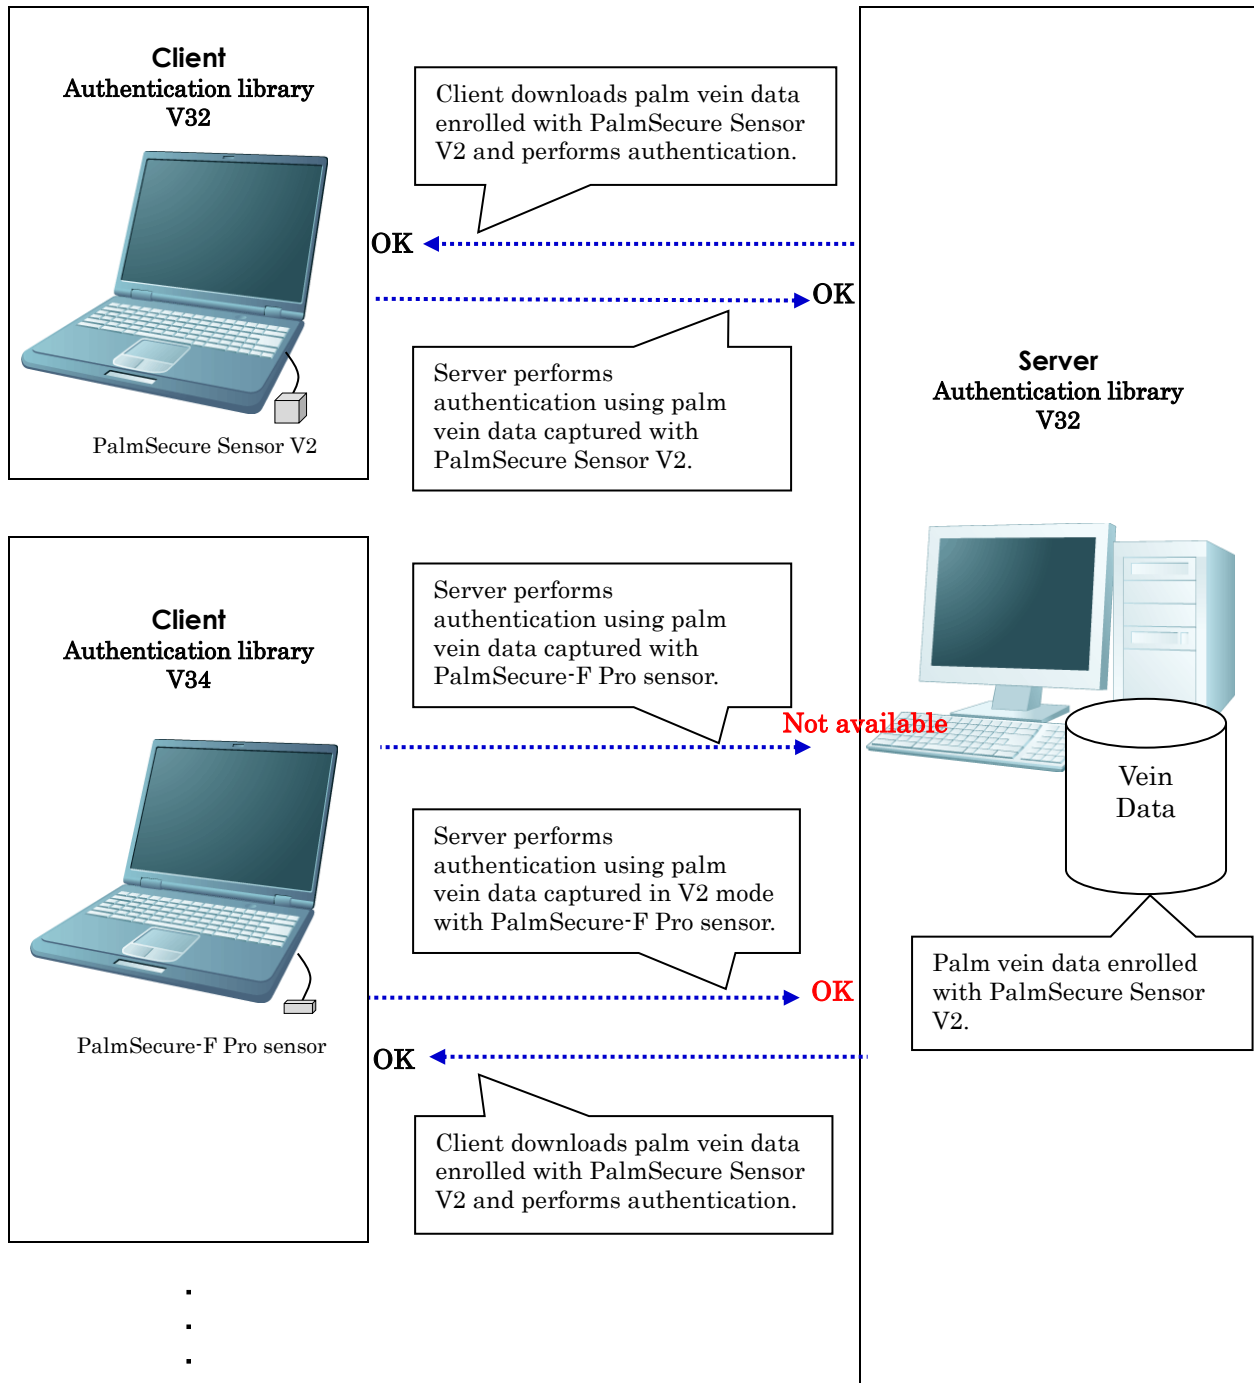 Client
Authentication library
V32
PalmSecure Sensor V2
Client downloads palm vein data
enrolled with PalmSecure Sensor
V2 and performs authentication.
OK
OK
Server performs
authentication using palm
vein data captured with
PalmSecure Sensor V2.
Server
Authentication library
V32
Client
Authentication library
V34
PalmSecure-F Pro sensor
Server performs
authentication using palm
vein data captured with
PalmSecure-F Pro sensor.
Not available
Server performs
authentication using palm
vein data captured in V2 mode
with PalmSecure-F Pro sensor.
OK
OK
Client downloads palm vein data
enrolled with PalmSecure Sensor
V2 and performs authentication.
Vein
Data
Palm vein data enrolled
with PalmSecure Sensor
V2.